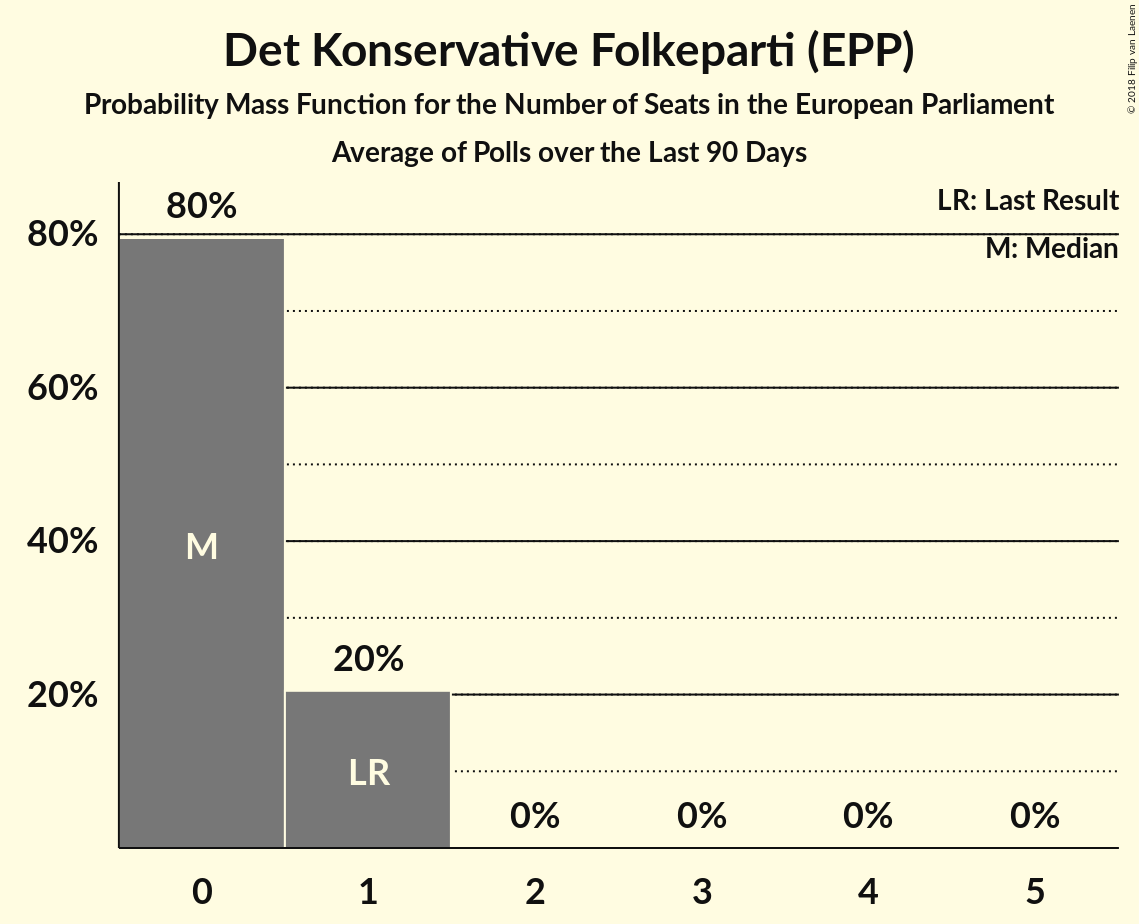 Det Konservative Folkeparti (EPP)
Probability Mass Function for the Number of Seats in the European Parliament
Average of Polls over the Last 90 Days
© 2018 Filip van Laenen
LR: Last Result
M: Median
80%
60%
40%
20%
80%
M
20%
LR
0%
0%
0%
0%
0 1 2 3 4 5